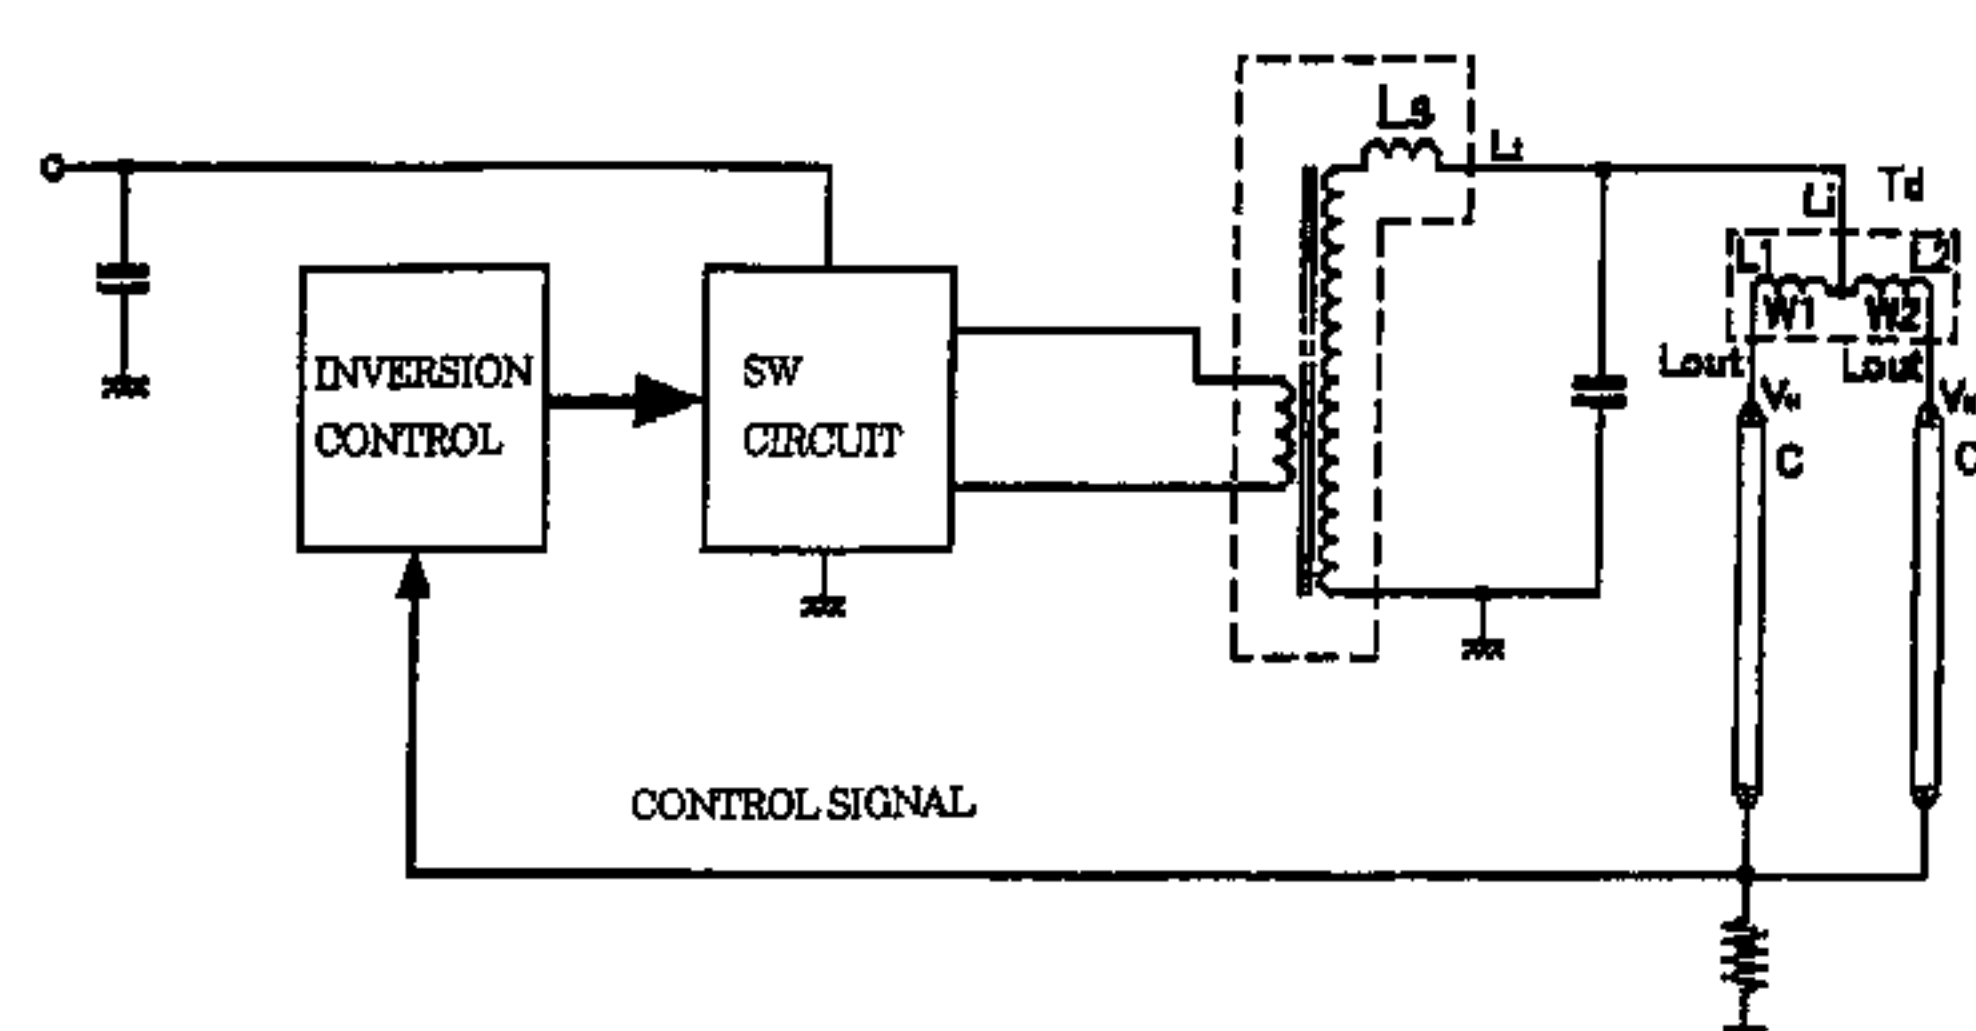 Ls
Lt
Li
Td
L1
L2
W1
W2
INVERSION
CONTROL
SW
CIRCUIT
Lout
Lout
C
C
CONTROL SIGNAL